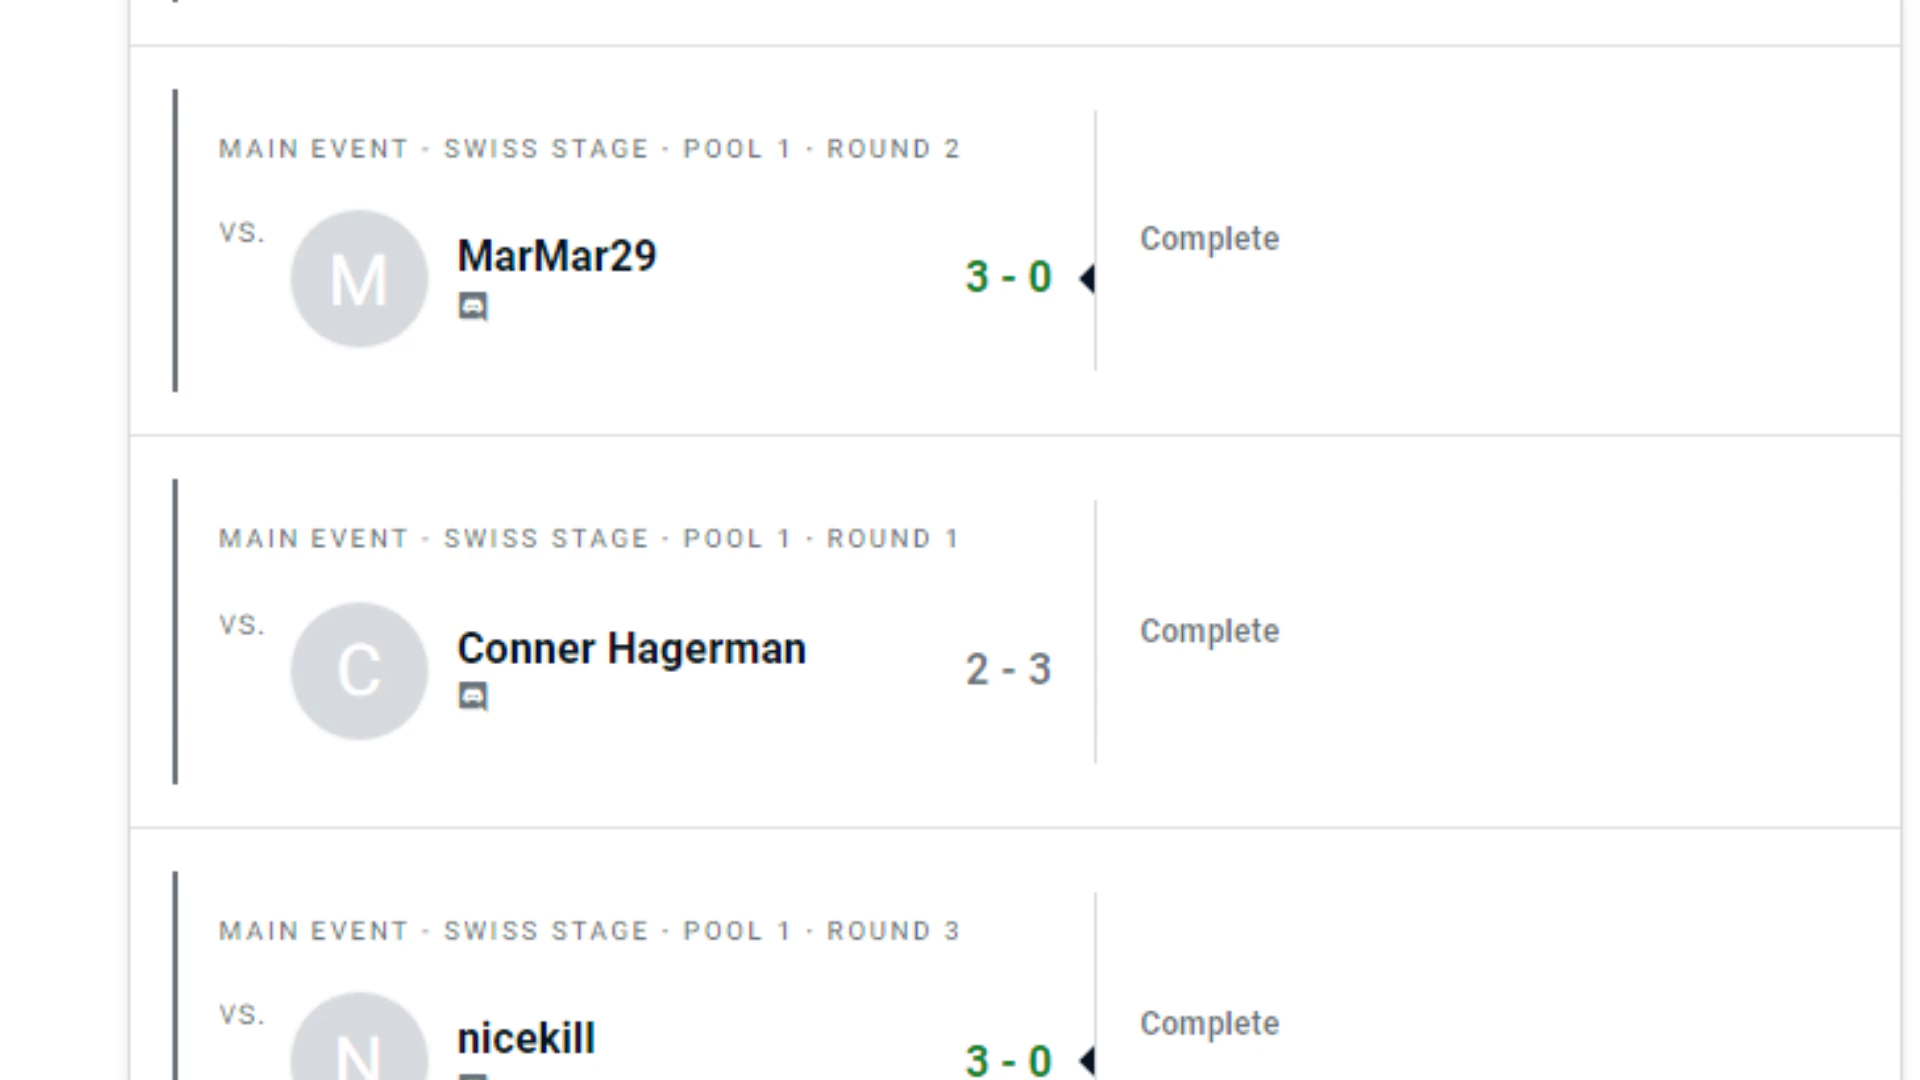 MAIN EVENT - SWISS STAGE · POOL 1 · ROUND 2
VS.
M
MarMar29
3 - 0
Complete
MAIN EVENT - SWISS STAGE · POOL 1 · ROUND 1
VS.
C
Conner Hagerman
2 - 3
Complete
MAIN EVENT - SWISS STAGE · POOL 1 · ROUND 3
VS.
N
nicekill
3 - 0
Complete